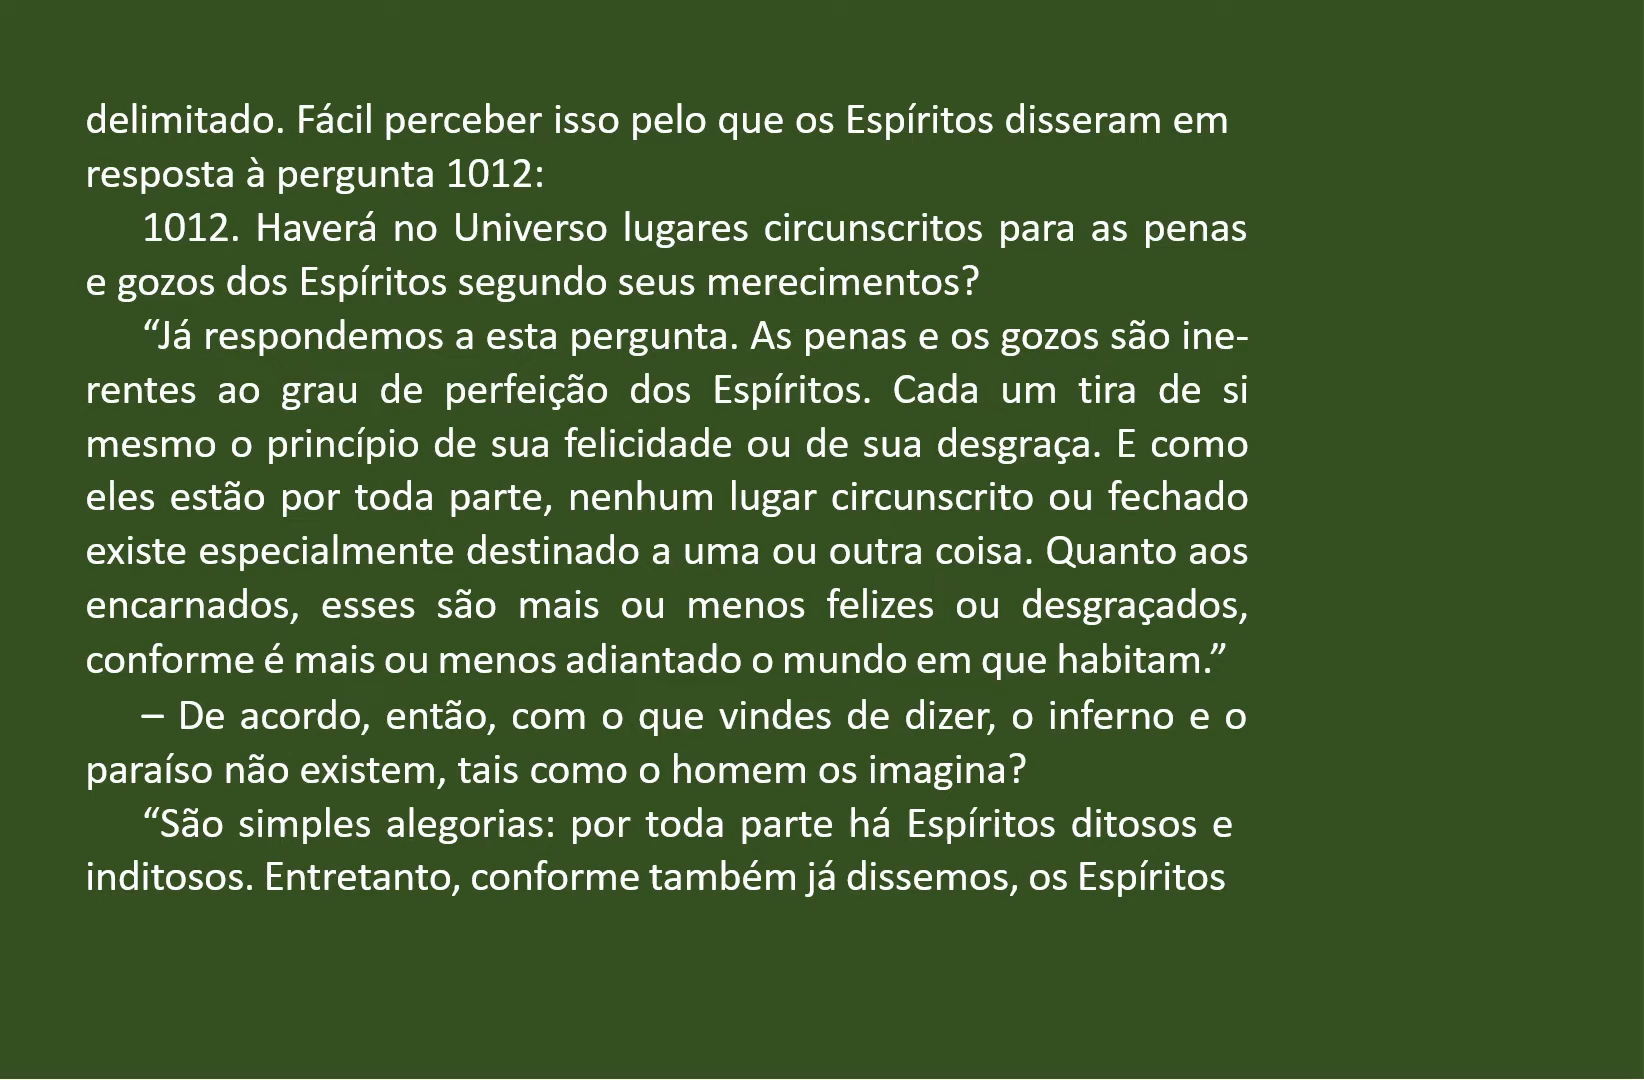 delimitado. Fácil perceber isso pelo que os Espíritos disseram em
resposta à pergunta 1012:
1012. Haverá no Universo lugares circunscritos para as penas
e gozos dos Espíritos segundo seus merecimentos?
“Já respondemos a esta pergunta. As penas e os gozos são ine-
rentes ao grau de perfeição dos Espíritos. Cada um tira de si
mesmo o princípio de sua felicidade ou de sua desgraça. E como
eles estão por toda parte, nenhum lugar circunscrito ou fechado
existe especialmente destinado a uma ou outra coisa. Quanto aos
encarnados, esses são mais ou menos felizes ou desgraçados,
conforme é mais ou menos adiantado o mundo em que habitam.”
– De acordo, então, com o que vindes de dizer, o inferno e o
paraíso não existem, tais como o homem os imagina?
“São simples alegorias: por toda parte há Espíritos ditosos e
inditosos. Entretanto, conforme também já dissemos, os Espíritos